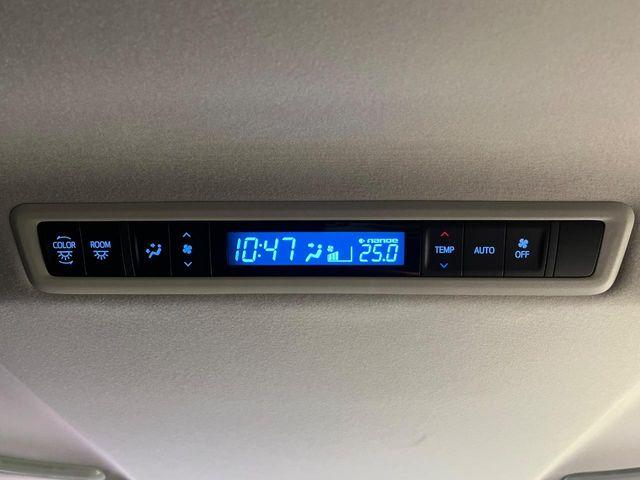 COLOR ROOM 10:47 nanoe 25.0 TEMP AUTO OFF